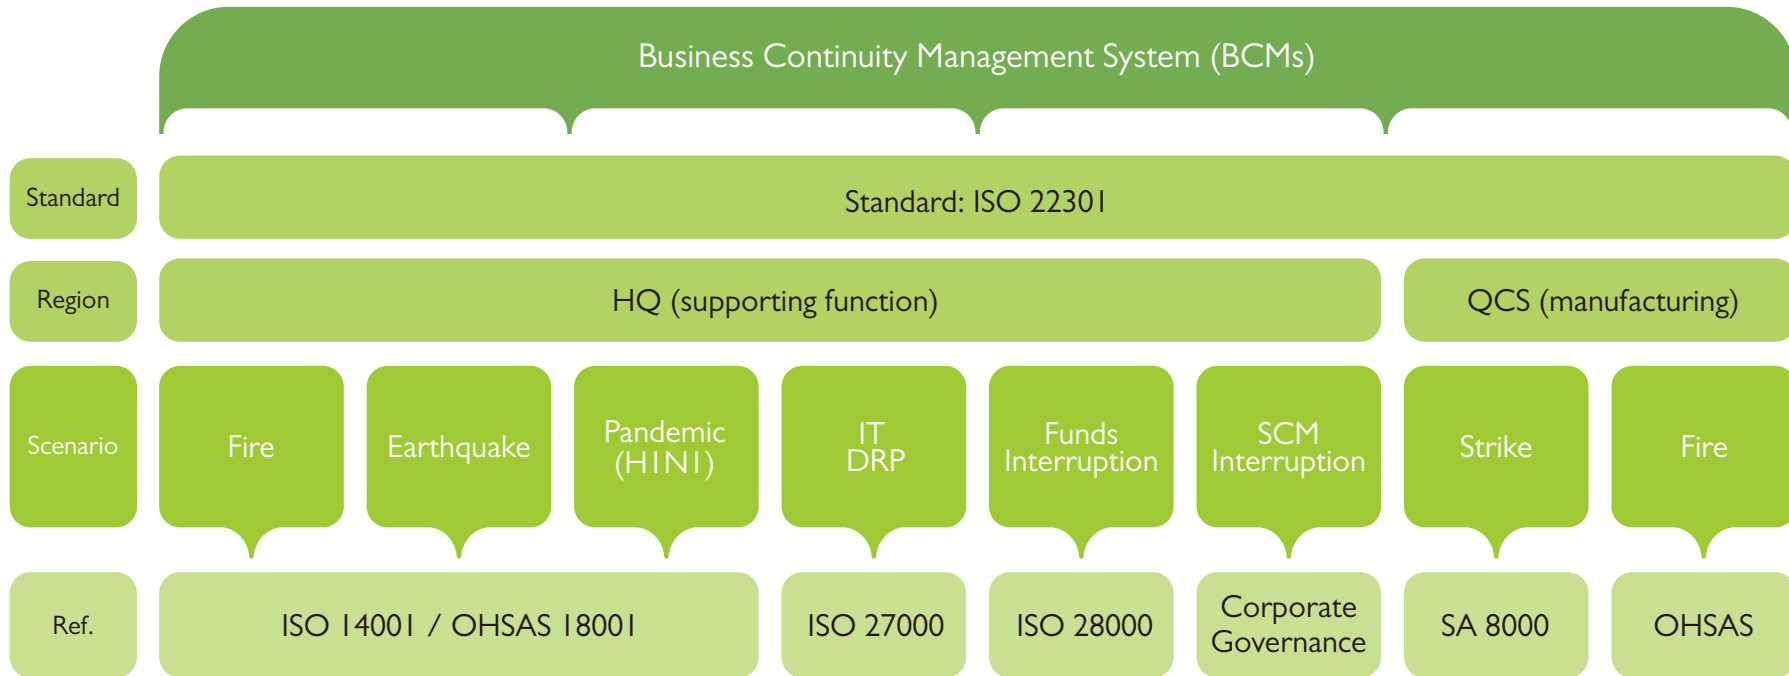 Business Continuity Management System (BCMs)
Standard
Standard: ISO 22301
Region
HQ (supporting function)
QCS (manufacturing)
Scenario
Fire
Earthquake
Pandemic
(H1N1)
IT
DRP
Funds
Interruption
SCM
Interruption
Strike
Fire
Ref.
ISO 14001 / OHSAS 18001
ISO 27000
ISO 28000
Corporate
Governance
SA 8000
OHSAS